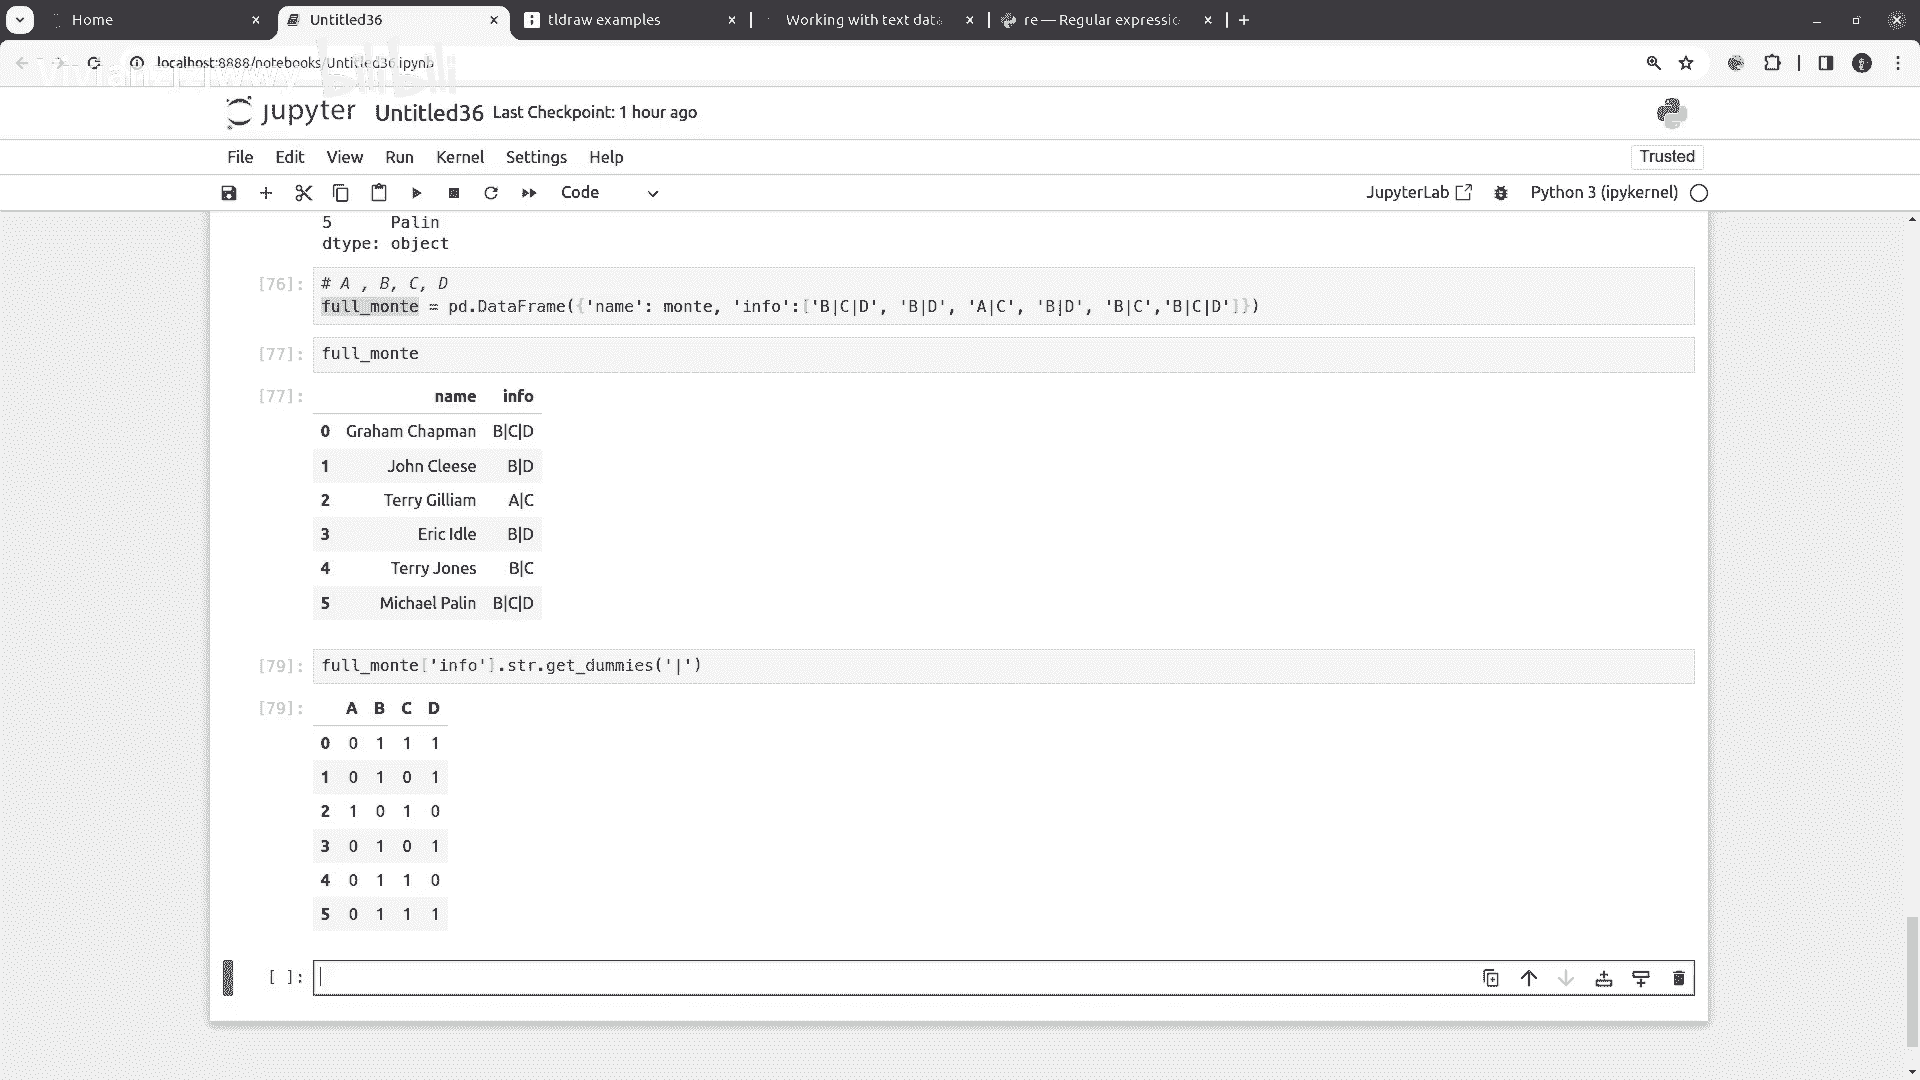 Home
Untitled36
tldraw examples
Working with text data
re — Regular expressio
localhost:8888/notebooks/Untitled36.ipynb
bilibili
jupyter Untitled36 Last Checkpoint: 1 hour ago
File Edit View Run Kernel Settings Help
Trusted
Code
JupyterLab
Python 3 (ipykernel)
5 Palin
dtype: object
[76]:
# A , B, C, D
full_monte = pd.DataFrame({'name': monte, 'info':['B|C|D', 'B|D', 'A|C', 'B|D', 'B|C','B|C|D']})
[77]:
full_monte
[77]:
name info
0 Graham Chapman B|C|D
1 John Cleese B|D
2 Terry Gilliam A|C
3 Eric Idle B|D
4 Terry Jones B|C
5 Michael Palin B|C|D
[79]:
full_monte['info'].str.get_dummies('|')
[79]:
A B C D
0 0 1 1 1
1 0 1 0 1
2 1 0 1 0
3 0 1 0 1
4 0 1 1 0
5 0 1 1 1
[ ]: